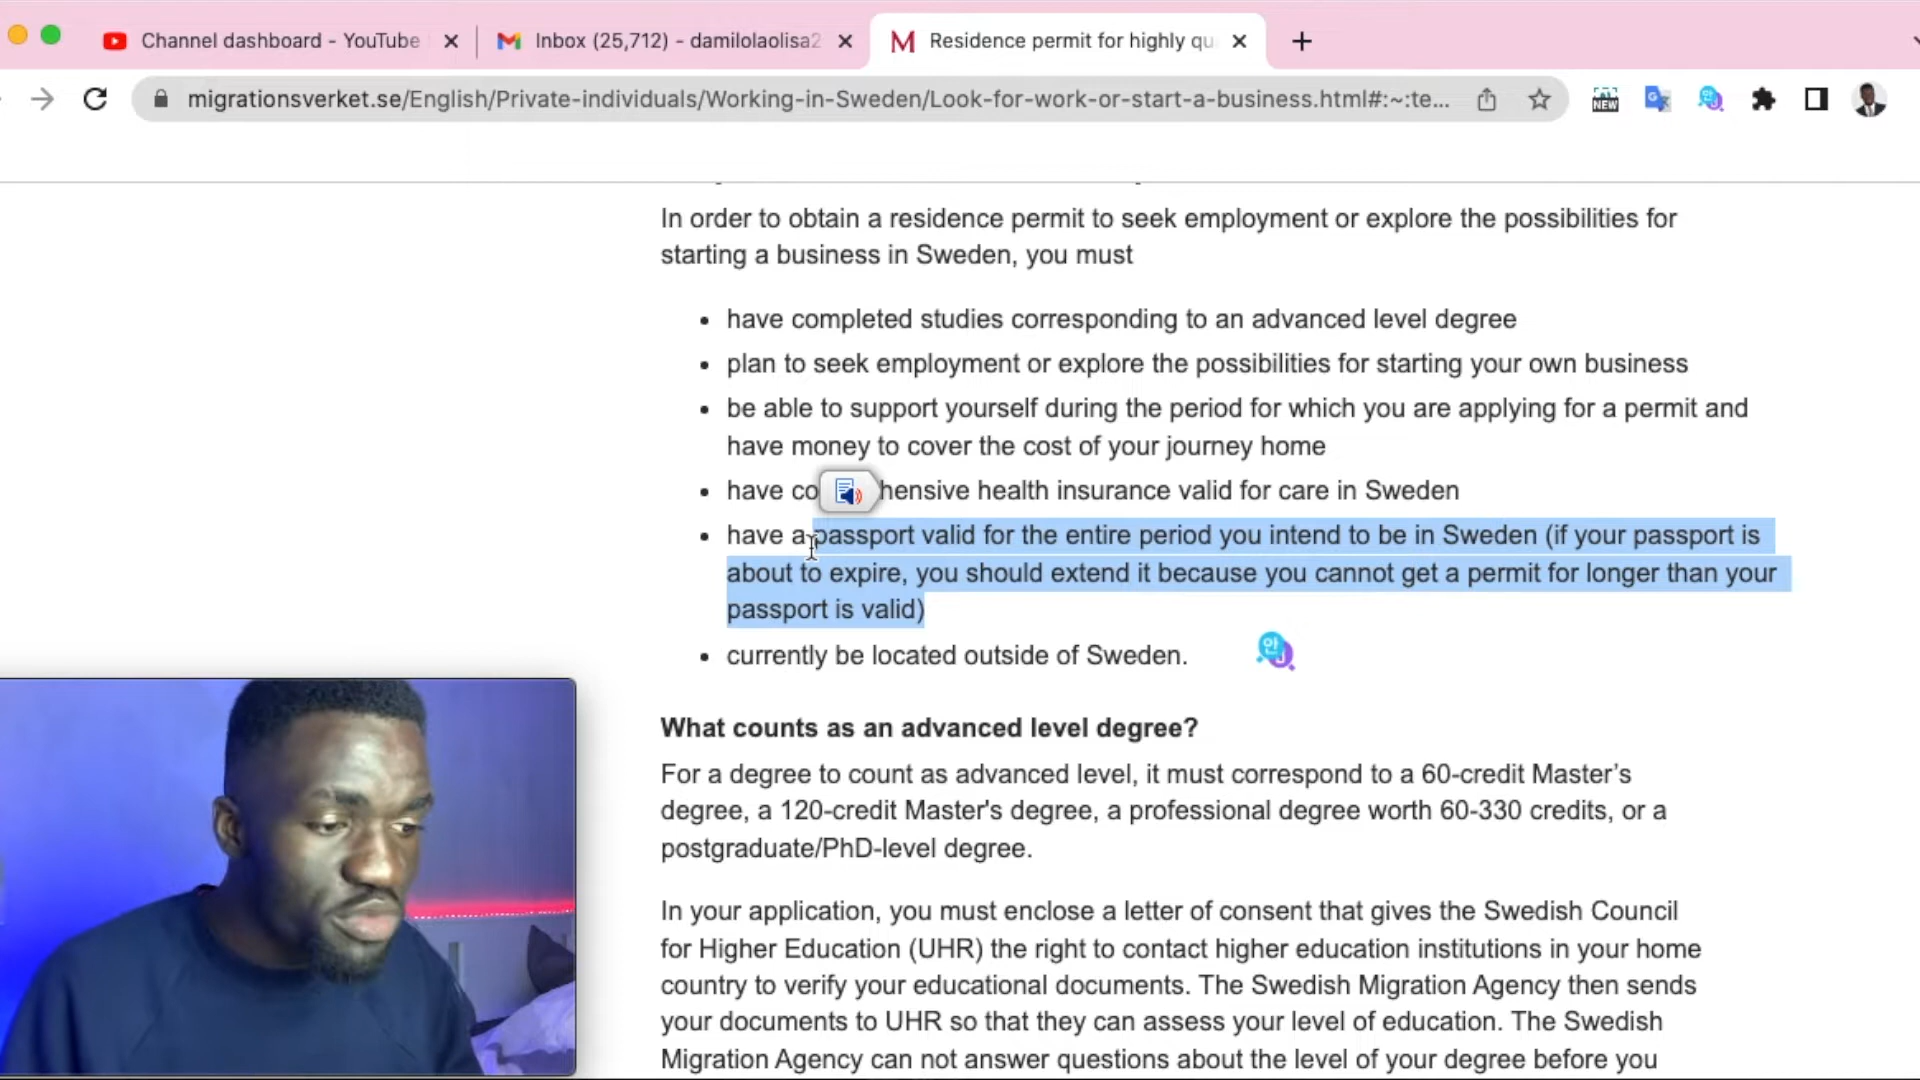 Channel dashboard - YouTube
Inbox (25,712) - damilolaolisa2
Residence permit for highly qu
migrationsverket.se/English/Private-individuals/Working-in-Sweden/Look-for-work-or-start-a-business.html#:~:te...
NEW
In order to obtain a residence permit to seek employment or explore the possibilities for
starting a business in Sweden, you must
• have completed studies corresponding to an advanced level degree
• plan to seek employment or explore the possibilities for starting your own business
• be able to support yourself during the period for which you are applying for a permit and
have money to cover the cost of your journey home
• have co hensive health insurance valid for care in Sweden
• have a passport valid for the entire period you intend to be in Sweden (if your passport is
about to expire, you should extend it because you cannot get a permit for longer than your
passport is valid)
• currently be located outside of Sweden.
안
J
What counts as an advanced level degree?
For a degree to count as advanced level, it must correspond to a 60-credit Master’s
degree, a 120-credit Master's degree, a professional degree worth 60-330 credits, or a
postgraduate/PhD-level degree.
In your application, you must enclose a letter of consent that gives the Swedish Council
for Higher Education (UHR) the right to contact higher education institutions in your home
country to verify your educational documents. The Swedish Migration Agency then sends
your documents to UHR so that they can assess your level of education. The Swedish
Migration Agency can not answer questions about the level of your degree before you